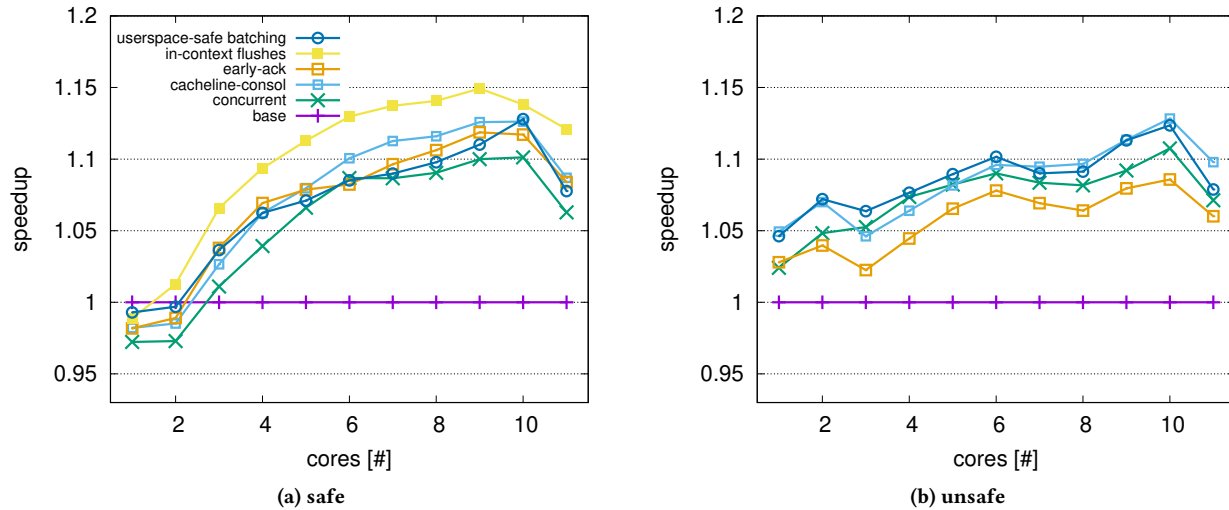 1.2
1.15
1.10
1.05
1
0.95
speedup
userspace-safe batching
in-context flushes
early-ack
cacheline-consol
concurrent
base
2 4 6 8 10
cores [#]
(a) safe
1.2
1.15
1.10
1.05
1
0.95
speedup
2 4 6 8 10
cores [#]
(b) unsafe